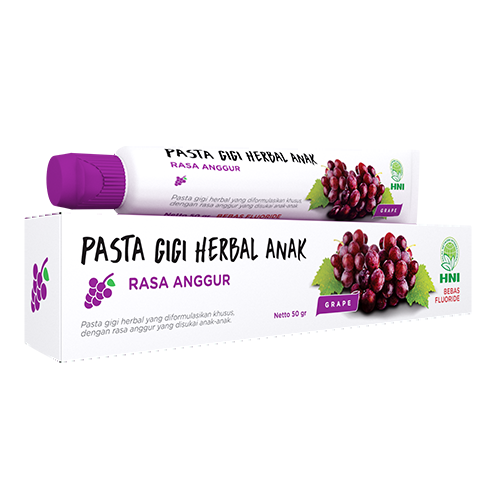 PASTA GIGI HERBAL ANAK
RASA ANGGUR
Pasta gigi herbal yang diformulasikan khusus,
dengan rasa anggur yang disukai anak-anak.
Netto 50 gr BEBAS FLUORIDE
GRAPE
HNI
PASTA GIGI HERBAL ANAK
RASA ANGGUR
Pasta gigi herbal yang diformulasikan khusus,
dengan rasa anggur yang disukai anak-anak.
Netto 50 gr
GRAPE
HNI
BEBAS
FLUORIDE